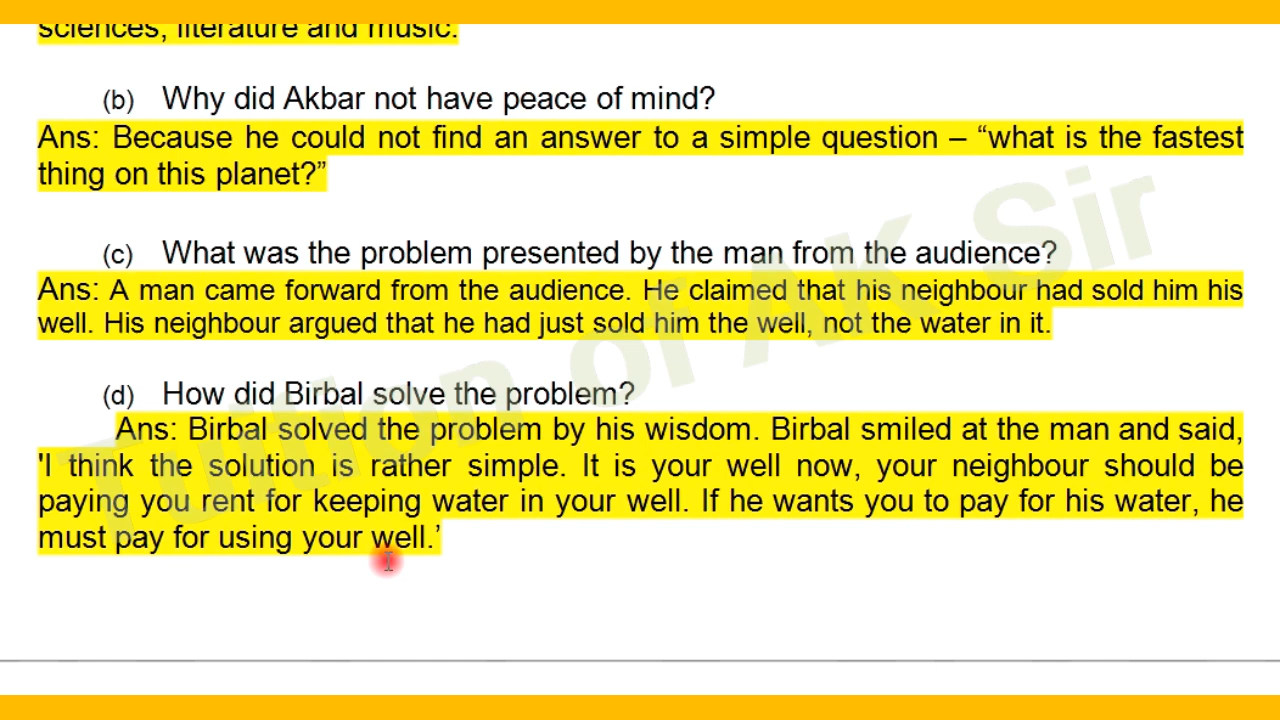 sciences, literature and music.
(b) Why did Akbar not have peace of mind?
Ans: Because he could not find an answer to a simple question – “what is the fastest
thing on this planet?”
(c) What was the problem presented by the man from the audience?
Ans: A man came forward from the audience. He claimed that his neighbour had sold him his
well. His neighbour argued that he had just sold him the well, not the water in it.
(d) How did Birbal solve the problem?
Ans: Birbal solved the problem by his wisdom. Birbal smiled at the man and said,
'I think the solution is rather simple. It is your well now, your neighbour should be
paying you rent for keeping water in your well. If he wants you to pay for his water, he
must pay for using your well.’
Tuition of AK Sir